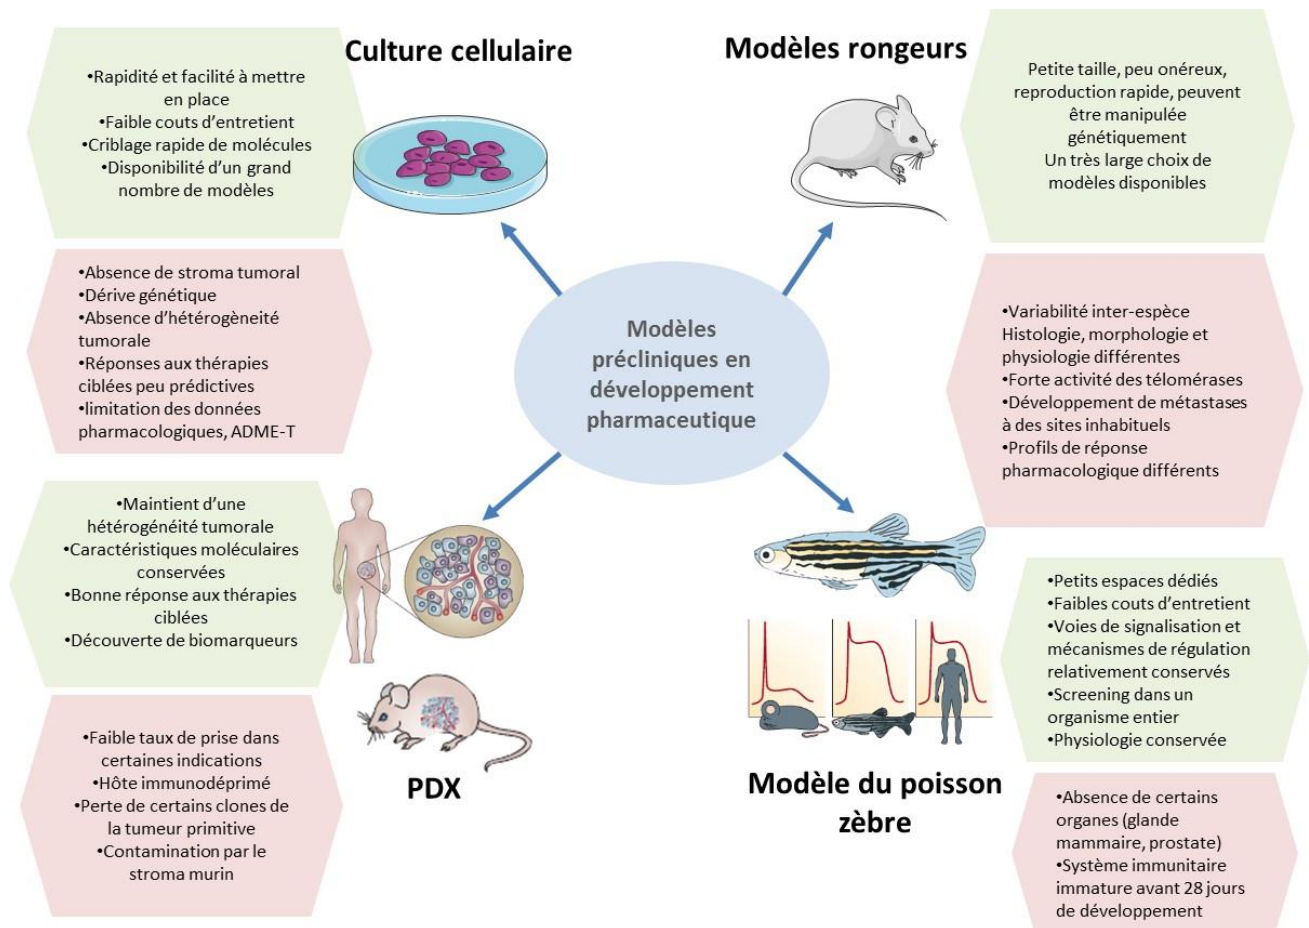 Culture cellulaire
•Rapidité et facilité à mettre
en place
•Faible couts d'entretient
•Criblage rapide de molécules
•Disponibilité d'un grand
nombre de modèles
•Absence de stroma tumoral
•Dérive génétique
•Absence d'hétérògèneité
tumorale
•Réponses aux thérapies
ciblées peu prédictives
•limitation des données
pharmacologiques, ADME-T
Modèles rongeurs
Petite taille, peu onéreux,
reproduction rapide, peuvent
être manipulée
génétiquement
Un très large choix de
modèles disponibles
•Variabilité inter-espèce
Histologie, morphologie et
physiologie différentes
•Forte activité des télomérases
•Développement de métastases
à des sites inhabituels
•Profils de réponse
pharmacologique différents
Modèles
précliniques en
développement
pharmaceutique
•Maintient d'une
hétérogénéité tumorale
•Caractéristiques moléculaires
conservées
•Bonne réponse aux thérapies
ciblées
•Découverte de biomarqueurs
•Faible taux de prise dans
certaines indications
•Hôte immunodéprimé
•Perte de certains clones de
la tumeur primitive
•Contamination par le
stroma murin
PDX
Modèle du poisson
zèbre
•Petits espaces dédiés
•Faibles couts d'entretient
•Voies de signalisation et
mécanismes de régulation
relativement conservés
•Screening dans un
organisme entier
•Physiologie conservée
•Absence de certains
organes (glande
mammaire, prostate)
•Système immunitaire
immature avant 28 jours
de développement